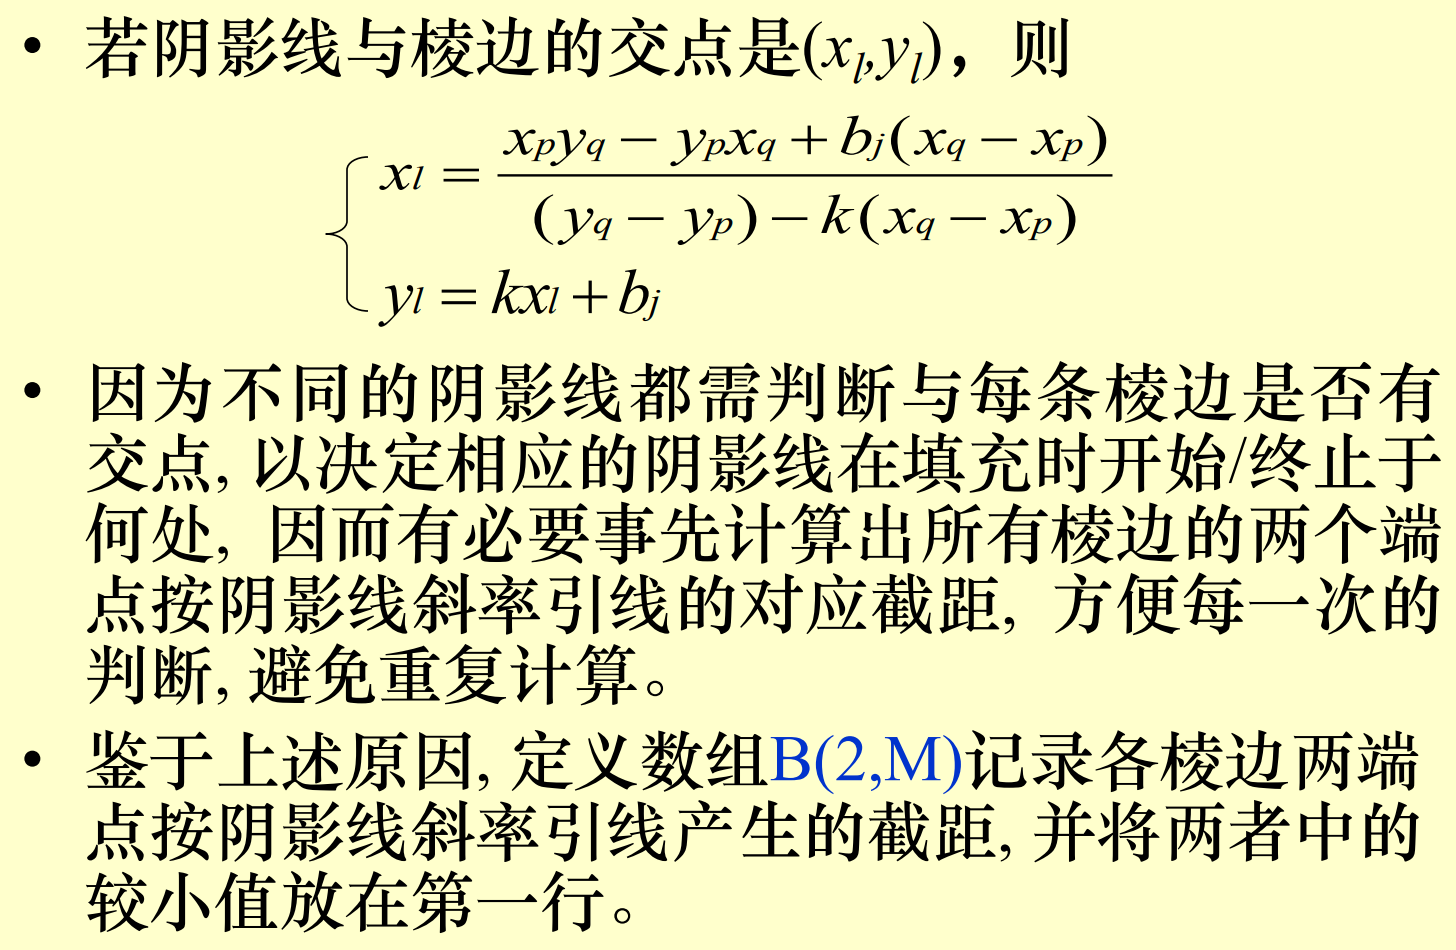 • 若阴影线与棱边的交点是(x_l,y_l)，则
x_l = \frac{x_p y_q − y_p x_q + b_j(x_q − x_p)}{(y_q − y_p) − k(x_q − x_p)}
y_l = kx_l + b_j
• 因为不同的阴影线都需判断与每条棱边是否有
交点, 以决定相应的阴影线在填充时开始/终止于
何处, 因而有必要事先计算出所有棱边的两个端
点按阴影线斜率引线的对应截距, 方便每一次的
判断, 避免重复计算。
• 鉴于上述原因, 定义数组B(2,M)记录各棱边两端
点按阴影线斜率引线产生的截距, 并将两者中的
较小值放在第一行。